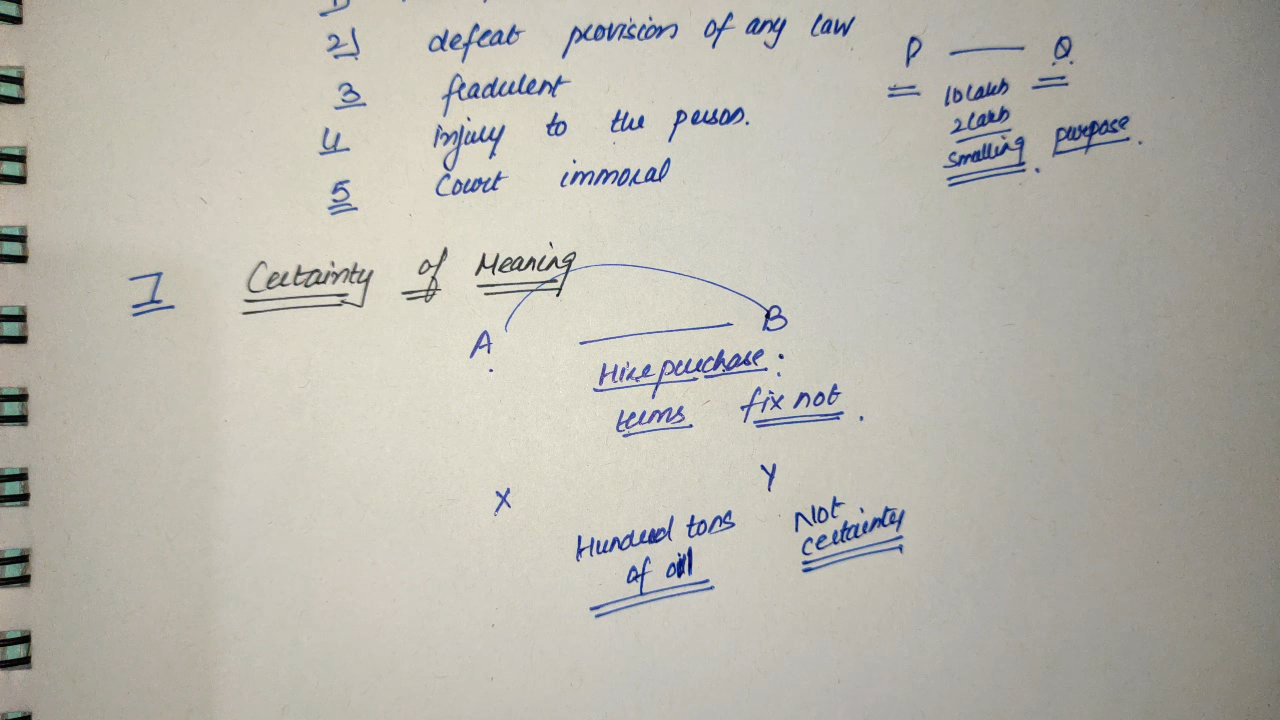 2) defeat provision of any law
3 fradulent
4 injury to the person.
5 Court immoral
P Q
10 lakh
2 lakh
smalling purpose.
7 Certainty of Meaning
A B
Hire purchase.
terms fix not.
X Y
Hundred tons Not
of oil certainty